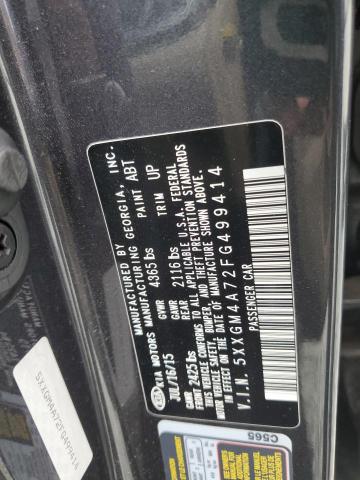 KIA MOTORS MANUFACTURING GEORGIA, INC.
MANUFACTURED BY
JUL/16/15 4365 lbs PAINT ABT
GAWR GAWR TRIM UP
FRONT 2425 lbs REAR 2116 lbs
THIS VEHICLE CONFORMS TO ALL APPLICABLE U.S.A. FEDERAL
MOTOR VEHICLE SAFETY, BUMPER, AND THEFT PREVENTION STANDARDS
IN EFFECT ON THE DATE OF MANUFACTURE SHOWN ABOVE.
V.I.N. 5XXGM4A72FG499414
PASSENGER CAR
C565
5XXGM4A72FG499414